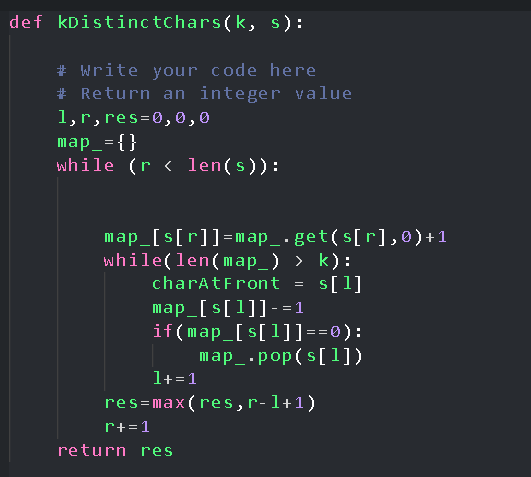 def kDistinctChars(k, s):
# Write your code here
# Return an integer value
l,r,res=0,0,0
map_={}
while (r < len(s)):
map_[s[r]]=map_.get(s[r],0)+1
while(len(map_) > k):
charAtFront = s[l]
map_[s[l]]-=1
if(map_[s[l]]==0):
map_.pop(s[l])
l+=1
res=max(res,r-l+1)
r+=1
return res